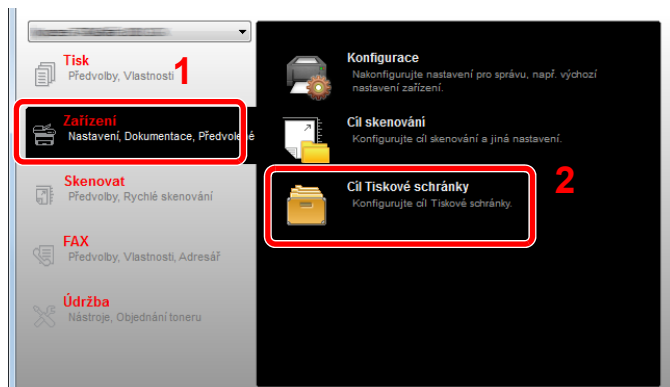 Tisk
Předvolby, Vlastnosti
1
Zařízení
Nastavení, Dokumentace, Předvolené
Skenovat
Předvolby, Rychlé skenování
FAX
Předvolby, Vlastnosti, Adresář
Údržba
Nástroje, Objednání toneru
Konfigurace
Nakonfigurujte nastavení pro správu, např. výchozí
nastavení zařízení.
Cíl skenování
Konfigurujte cíl skenování a jiná nastavení.
Cíl Tiskové schránky
Konfigurujte cíl Tiskové schránky.
2